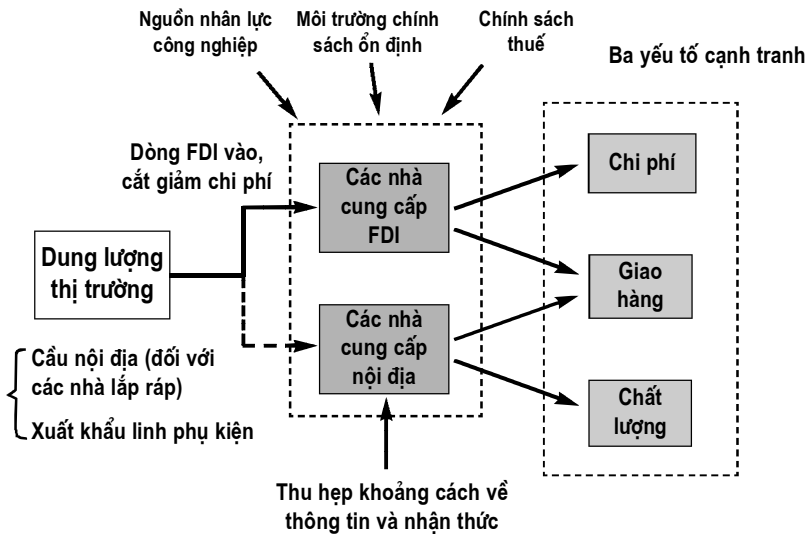 Nguồn nhân lực
công nghiệp
Môi trường chính
sách ổn định
Chính sách
thuế
Ba yếu tố cạnh tranh
Dòng FDI vào,
cắt giảm chi phí
Các nhà
cung cấp
FDI
Chi phí
Dung lượng
thị trường
Giao
hàng
Các nhà
cung cấp
nội địa
Cầu nội địa (đối với
các nhà lắp ráp)
Xuất khẩu linh phụ kiện
Chất
lượng
Thu hẹp khoảng cách về
thông tin và nhận thức